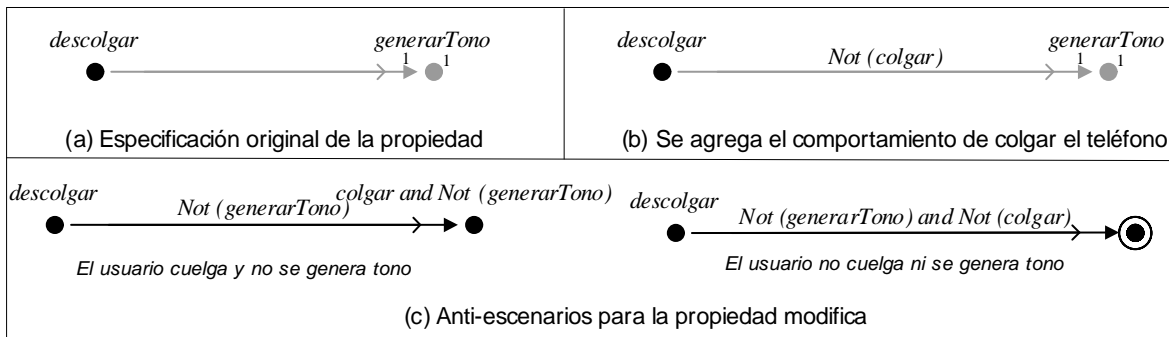 descolgar generarTono
1 1
(a) Especificación original de la propiedad
descolgar generarTono
Not (colgar) 1 1
(b) Se agrega el comportamiento de colgar el teléfono
descolgar colgar and Not (generarTono)
Not (generarTono)
El usuario cuelga y no se genera tono
descolgar
Not (generarTono) and Not (colgar)
El usuario no cuelga ni se genera tono
(c) Anti-escenarios para la propiedad modifica